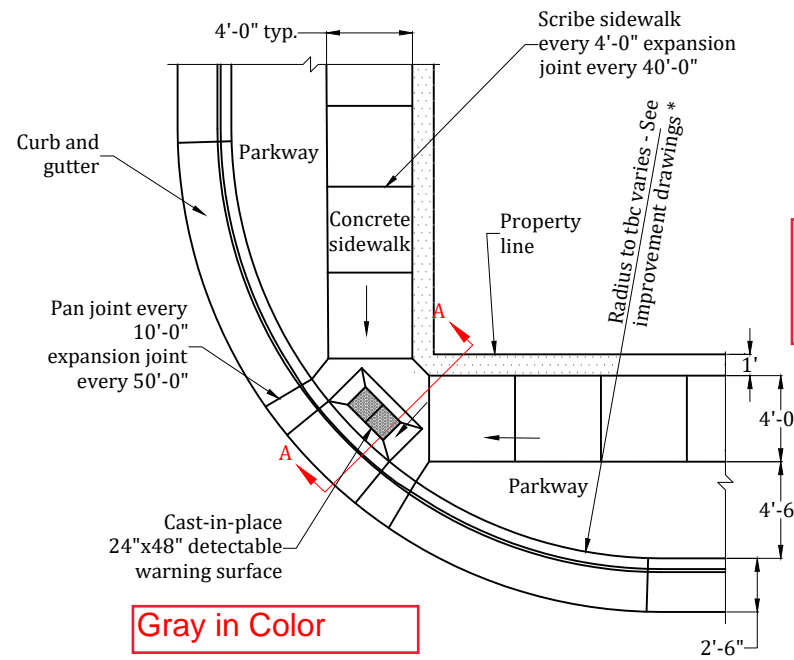 4'-0" typ.
Scribe sidewalk
every 4'-0" expansion
joint every 40'-0"
Curb and
gutter
Parkway
Radius to tbc varies - See
improvement drawings *
Concrete
sidewalk
Property
line
Pan joint every
10'-0"
expansion joint
every 50'-0"
A
1'
4'-0
A
Parkway
4'-6
Cast-in-place
24"x48" detectable
warning surface
Gray in Color
2'-6"